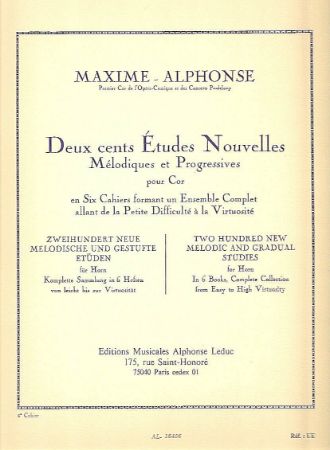 MAXIME - ALPHONSE
Premier Cor de l'Opéra-Comique et des Concerts Pasdeloup
Deux cents Études Nouvelles
Mélodiques et Progressives
pour Cor
en Six Cahiers formant un Ensemble Complet
allant de la Petite Difficulté à la Virtuosité
ZWEIHUNDERT NEUE
MELODISCHE UND GESTUFTE
ETÜDEN
für Horn
Komplette Sammlung in 6 Heften
von leicht bis zur Virtuosität
TWO HUNDRED NEW
MELODIC AND GRADUAL
STUDIES
for Horn
In 6 Books, Complete Collection
from Easy to High Virtuosity
Editions Musicales Alphonse Leduc
175, rue Saint-Honoré
75040 Paris cedex 01
Cahier
AL-
Réf.: